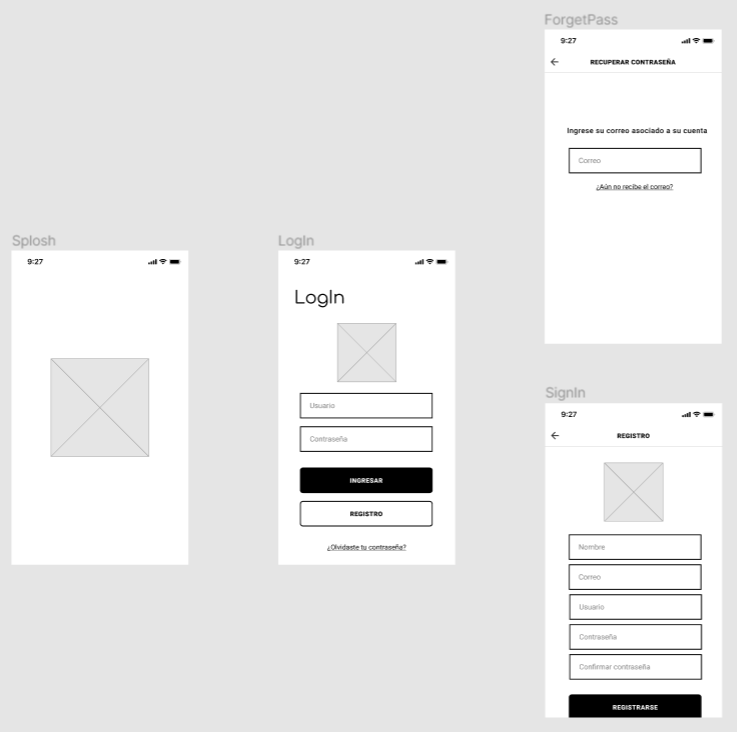 ForgetPass
9:27
RECUPERAR CONTRASEÑA
Ingrese su correo asociado a su cuenta
Correo
¿Aún no recibe el correo?
Splosh
9:27
LogIn
9:27
LogIn
Usuario
Contraseña
INGRESAR
REGISTRO
¿Olvidaste tu contraseña?
SignIn
9:27
REGISTRO
Nombre
Correo
Usuario
Contraseña
Confirmar contraseña
REGISTRARSE